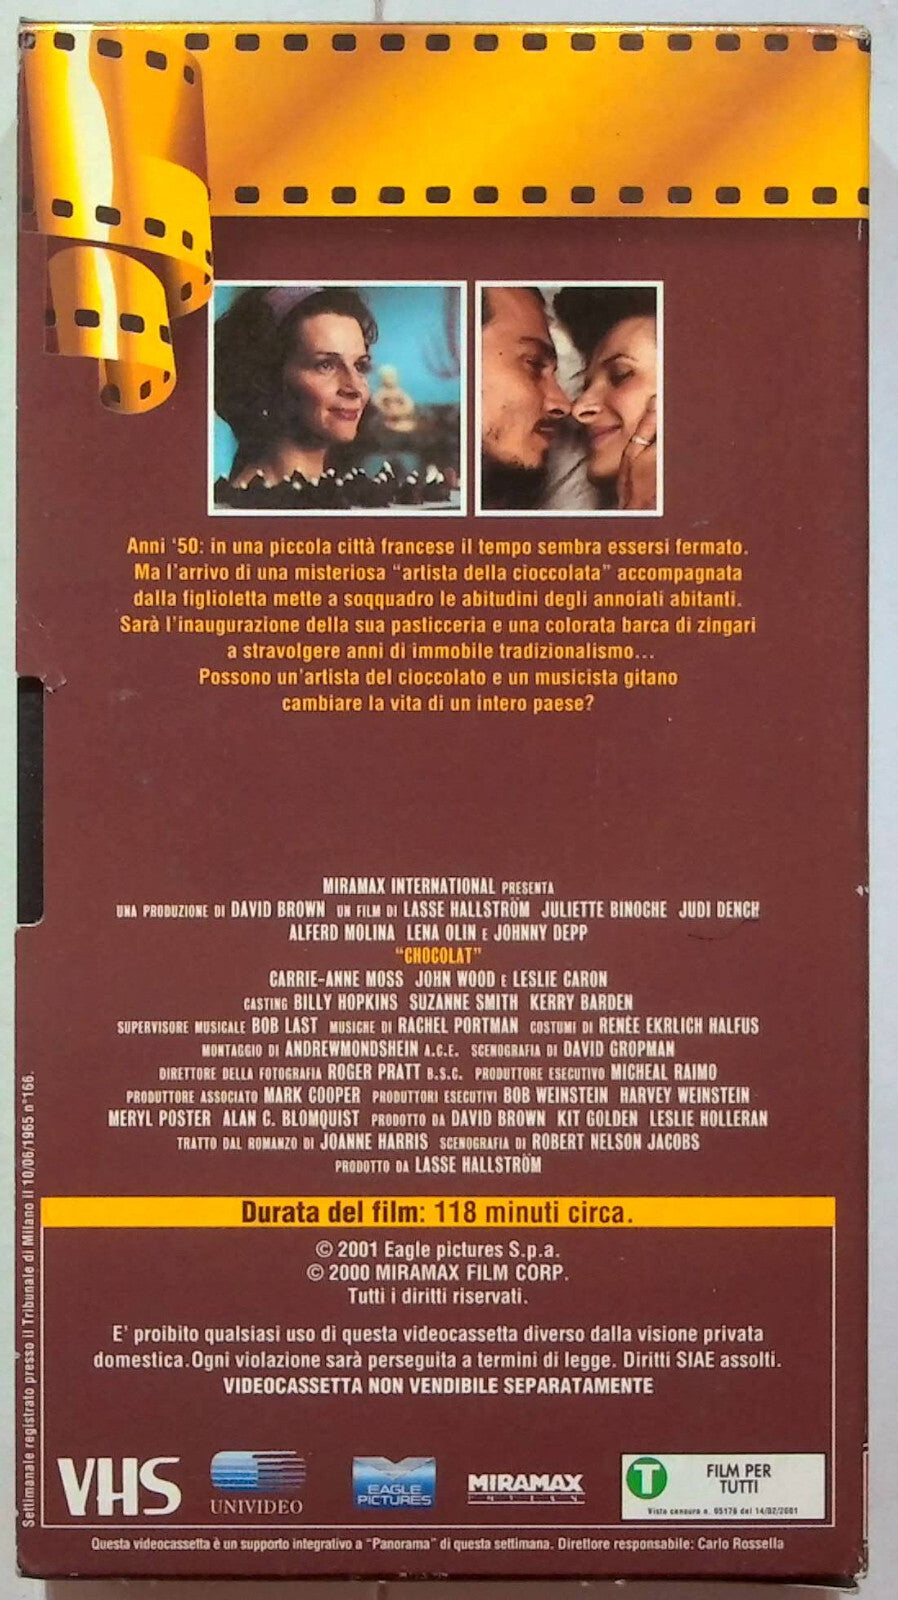 Anni '50: in una piccola città francese il tempo sembra essersi fermato.
Ma l'arrivo di una misteriosa "artista della cioccolata" accompagnata
dalla figlioletta mette a soqquadro le abitudini degli annoiati abitanti.
Sarà l'inaugurazione della sua pasticceria e una colorata barca di zingari
a stravolgere anni di immobile tradizionalismo...
Possono un'artista del cioccolato e un musicista gitano
cambiare la vita di un intero paese?
MIRAMAX INTERNATIONAL PRESENTA
UNA PRODUZIONE DI DAVID BROWN UN FILM DI LASSE HALLSTRÖM JULIETTE BINOCHE JUDI DENCH
ALFERD MOLINA LENA OLIN E JOHNNY DEPP
"CHOCOLAT"
CARRIE-ANNE MOSS JOHN WOOD E LESLIE CARON
CASTING BILLY HOPKINS SUZANNE SMITH KERRY BARDEN
SUPERVISORE MUSICALE BOB LAST MUSICHE DI RACHEL PORTMAN COSTUMI DI RENÉE EKRLICH HALFUS
MONTAGGIO DI ANDREWMONDSHEIN A.C.E. SCENOGRAFIA DI DAVID GROPMAN
DIRETTORE DELLA FOTOGRAFIA ROGER PRATT B.S.C. PRODUTTORE ESECUTIVO MICHEAL RAIMO
PRODUTTORE ASSOCIATO MARK COOPER PRODUTTORI ESECUTIVI BOB WEINSTEIN HARVEY WEINSTEIN
MERYL POSTER ALAN C. BLOMQUIST PRODOTTO DA DAVID BROWN KIT GOLDEN LESLIE HOLLERAN
TRATTO DAL ROMANZO DI JOANNE HARRIS SCENOGRAFIA DI ROBERT NELSON JACOBS
PRODOTTO DA LASSE HALLSTRÖM
Durata del film: 118 minuti circa.
© 2001 Eagle pictures S.p.a.
© 2000 MIRAMAX FILM CORP.
Tutti i diritti riservati.
E' proibito qualsiasi uso di questa videocassetta diverso dalla visione privata
domestica.Ogni violazione sarà perseguita a termini di legge. Diritti SIAE assolti.
VIDEOCASSETTA NON VENDIBILE SEPARATAMENTE
VHS
UNIVIDEO
EAGLE
PICTURES
MIRAMAX
FILMS
T
FILM PER
TUTTI
Visto censura n. 95176 del 14/02/2001
Questa videocassetta è un supporto integrativo a "Panorama" di questa settimana. Direttore responsabile: Carlo Rossella
Settimanale registrato presso il Tribunale di Milano il 10/06/1965 n°166.